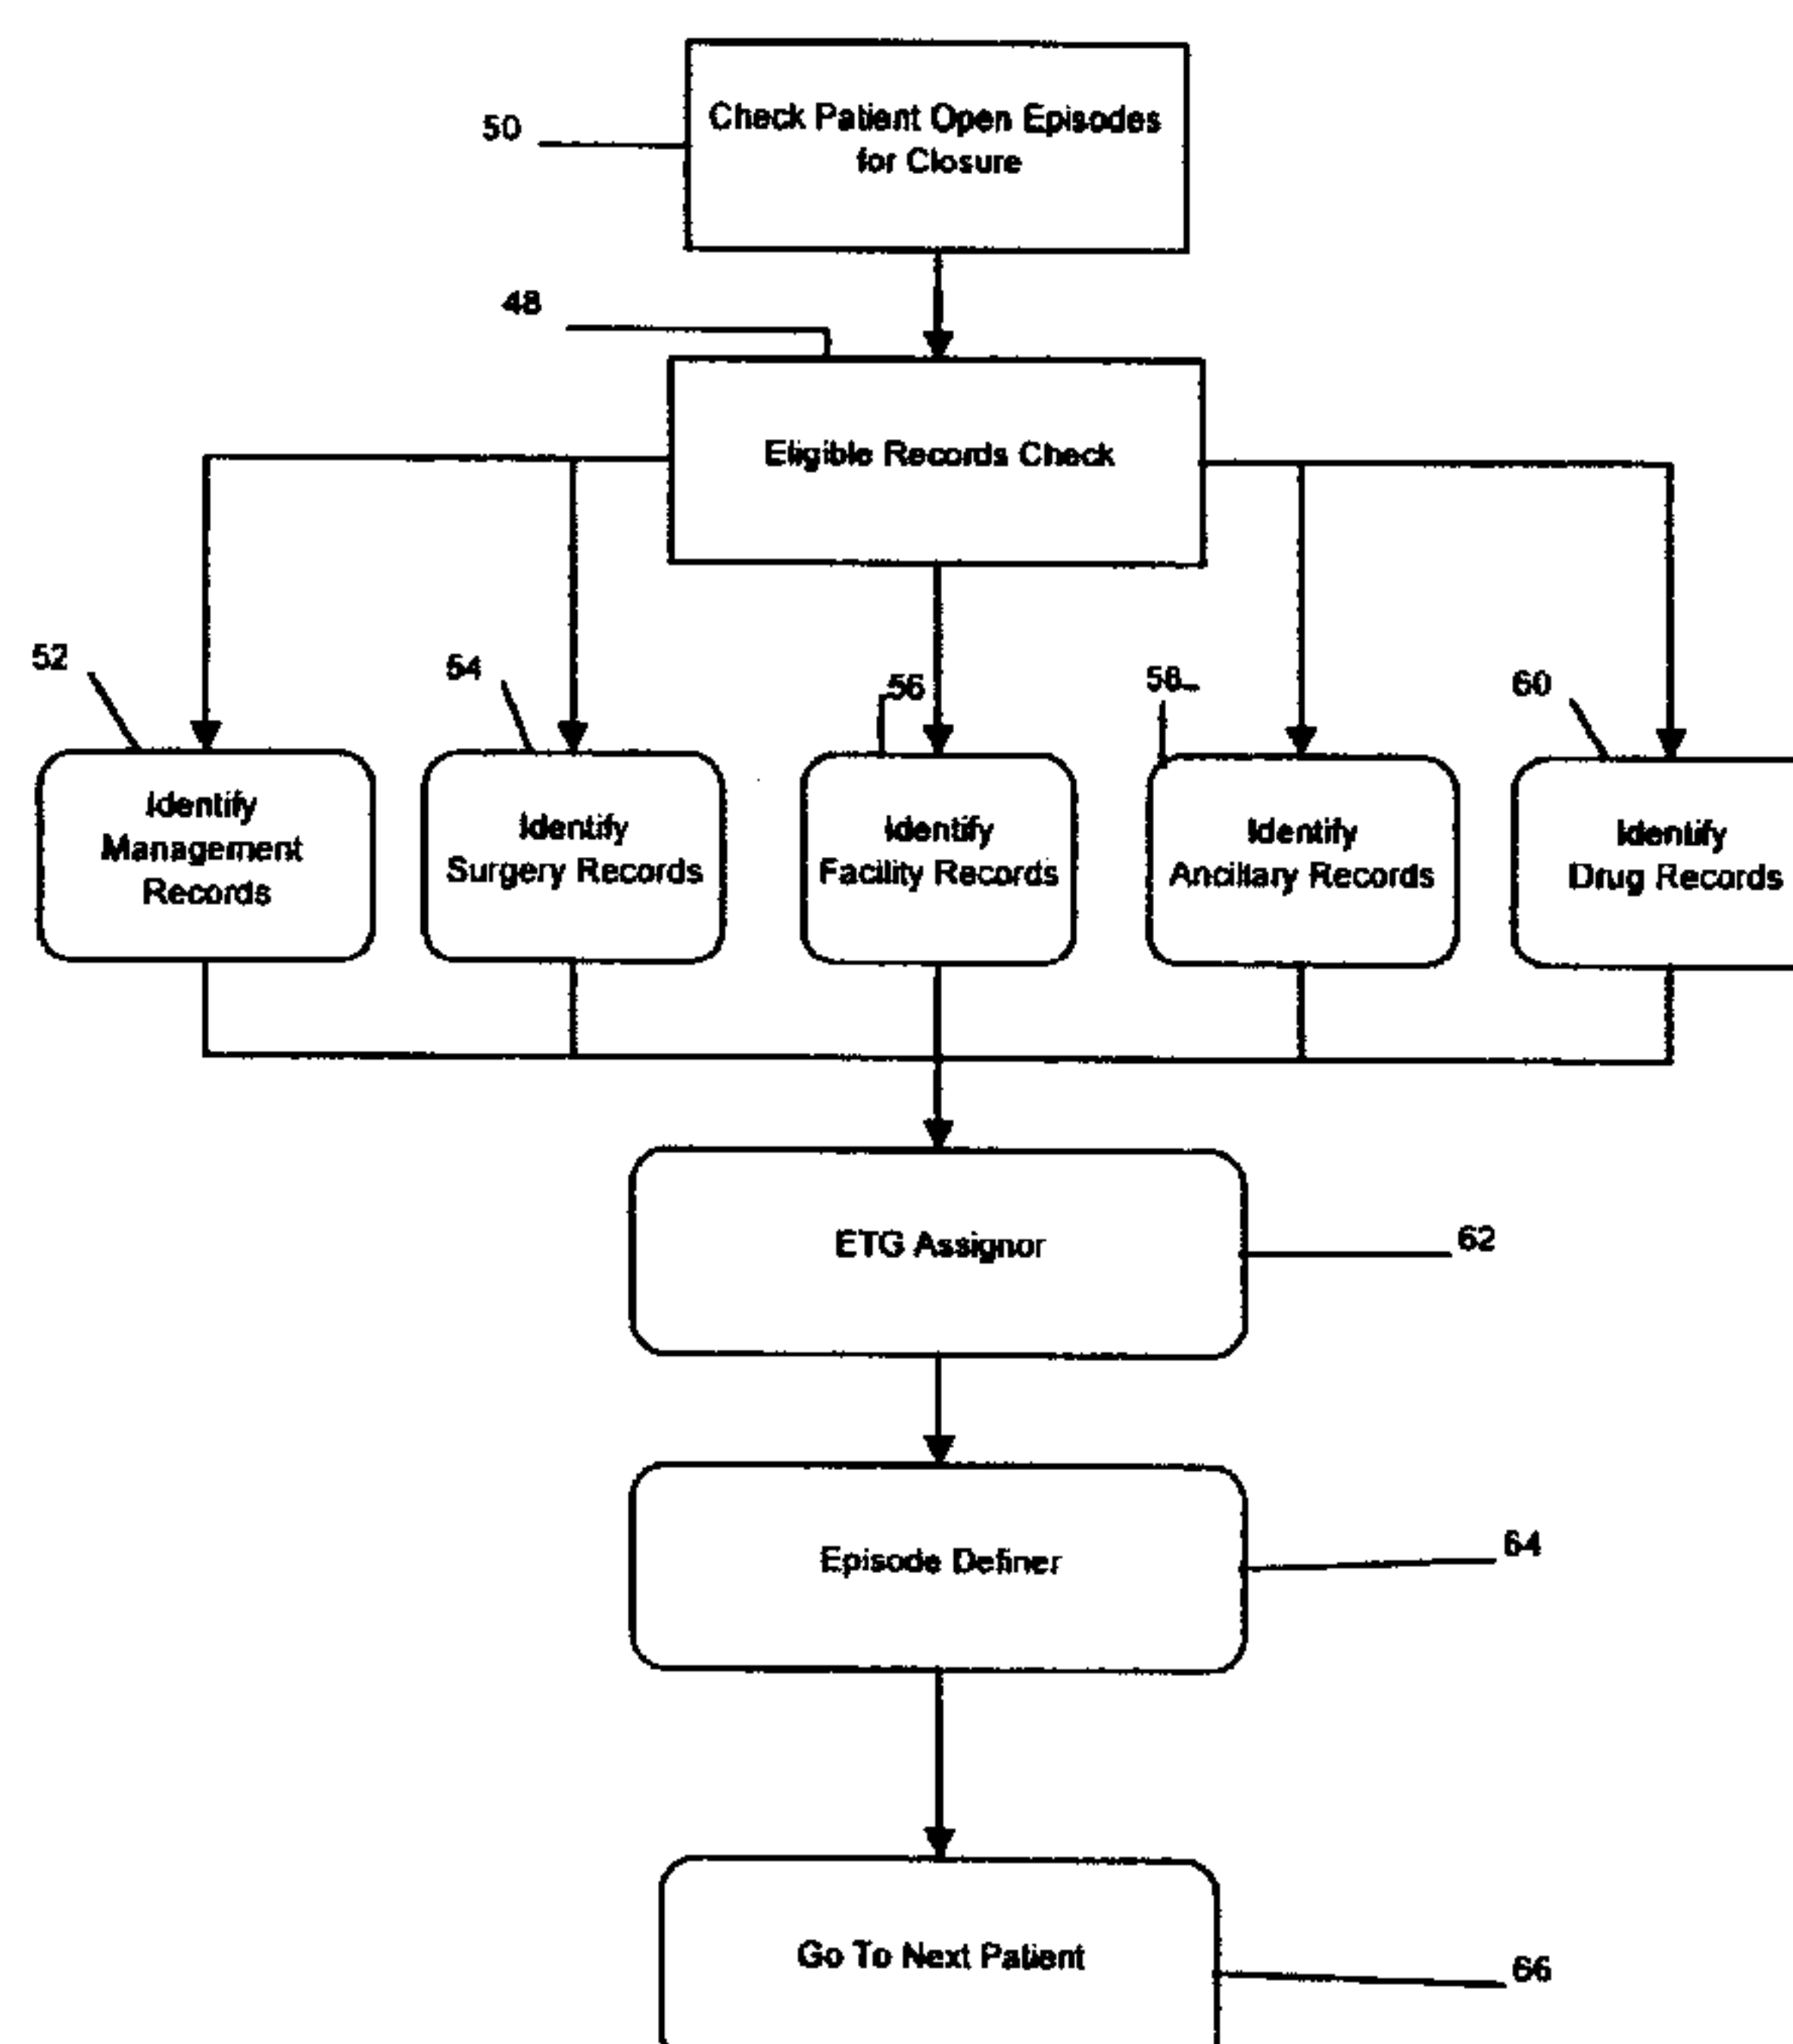 50
Check Patient Open Episodes
for Closure
48
Eligible Records Check
52
54
56
58
60
Identify
Management
Records
Identify
Surgery Records
Identify
Facility Records
Identify
Ancillary Records
Identify
Drug Records
ETG Assignor
62
Episode Definer
64
Go To Next Patient
66